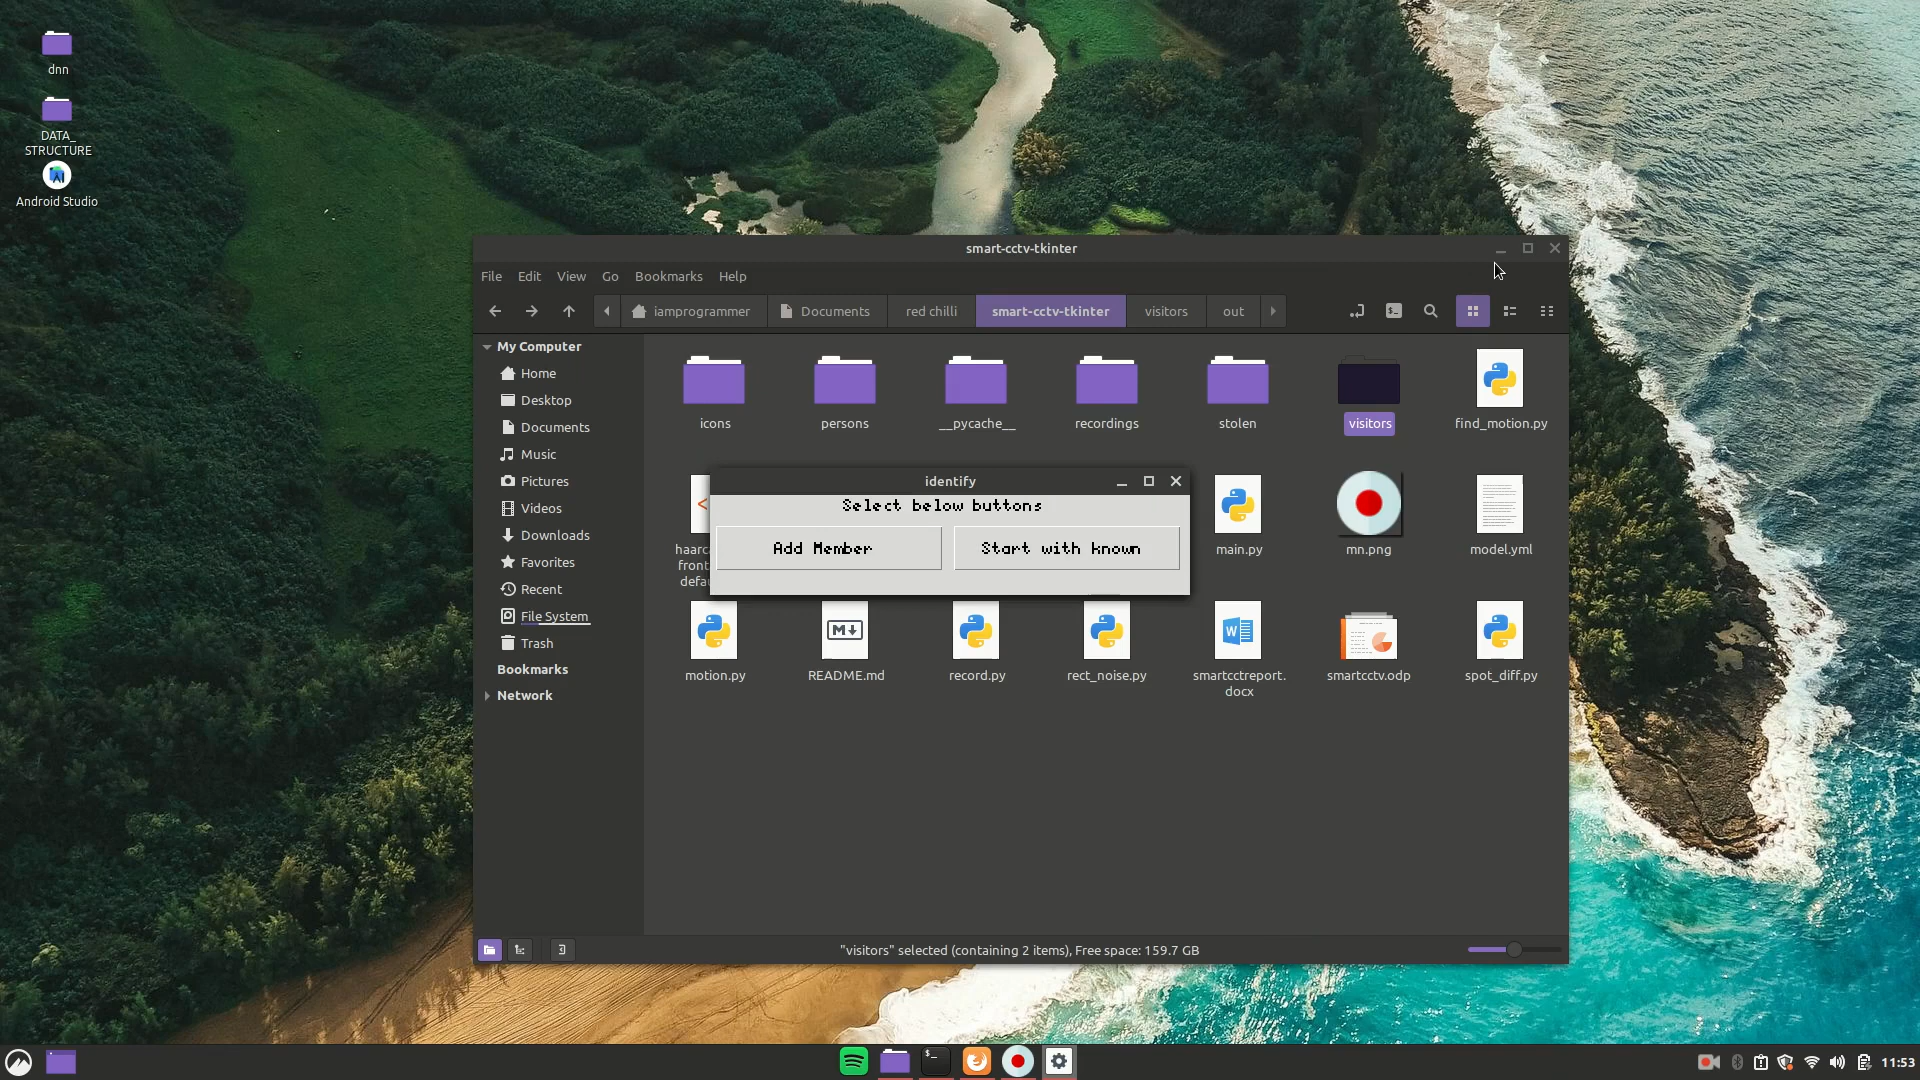 dnn
DATA_
STRUCTURE
Android Studio
smart-cctv-tkinter
File Edit View Go Bookmarks Help
iamprogrammer Documents red chilli smart-cctv-tkinter visitors out
My Computer
Home
Desktop
Documents
Music
Pictures
Videos
Downloads
Favorites
Recent
File System
Trash
Bookmarks
Network
icons persons __pycache__ recordings stolen visitors find_motion.py
identify
Select below buttons
Add Member Start with known
haarca
front
defau
main.py mn.png model.yml
motion.py README.md record.py rect_noise.py smartcctreport.
docx
smartcctv.odp spot_diff.py
"visitors" selected (containing 2 items), Free space: 159.7 GB
11:53